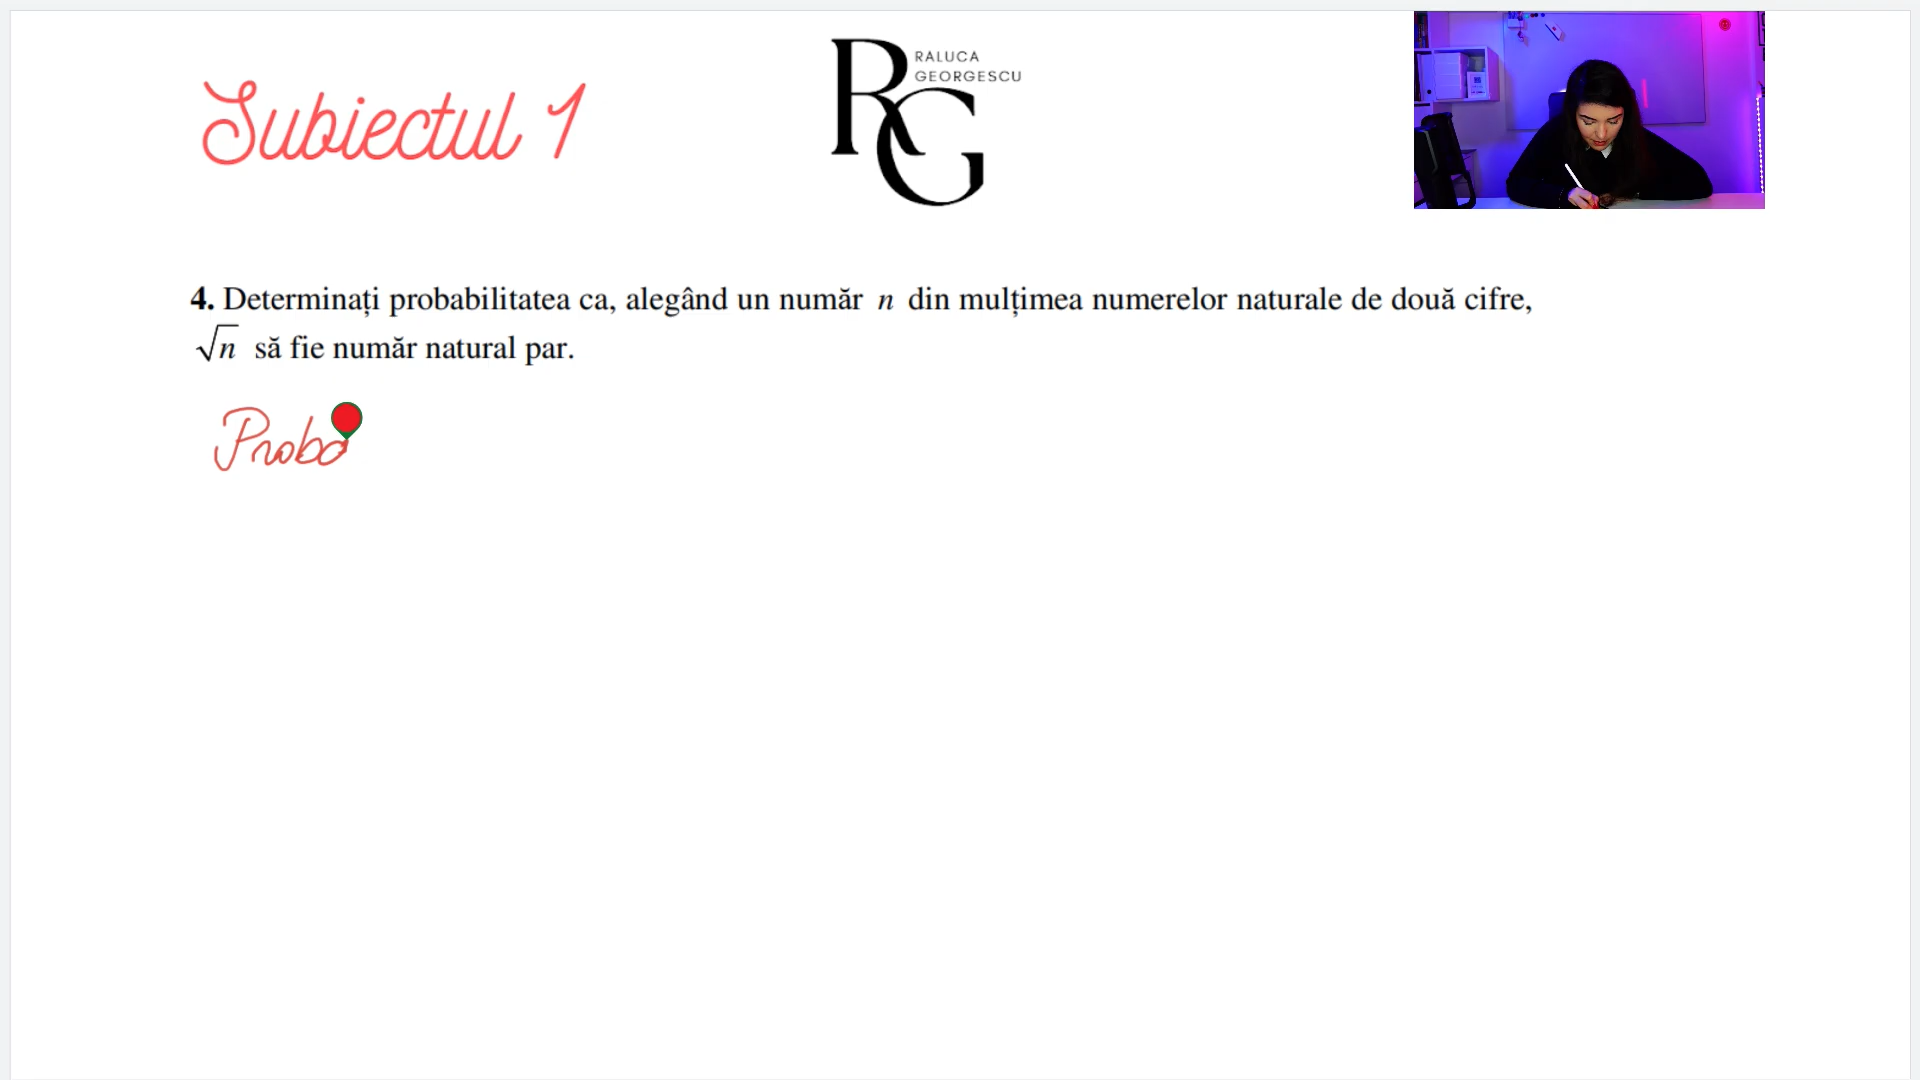 Subiectul 1
RALUCA
GEORGESCU
RG
4. Determinați probabilitatea ca, alegând un număr n din mulțimea numerelor naturale de două cifre,
√n să fie număr natural par.
Proba